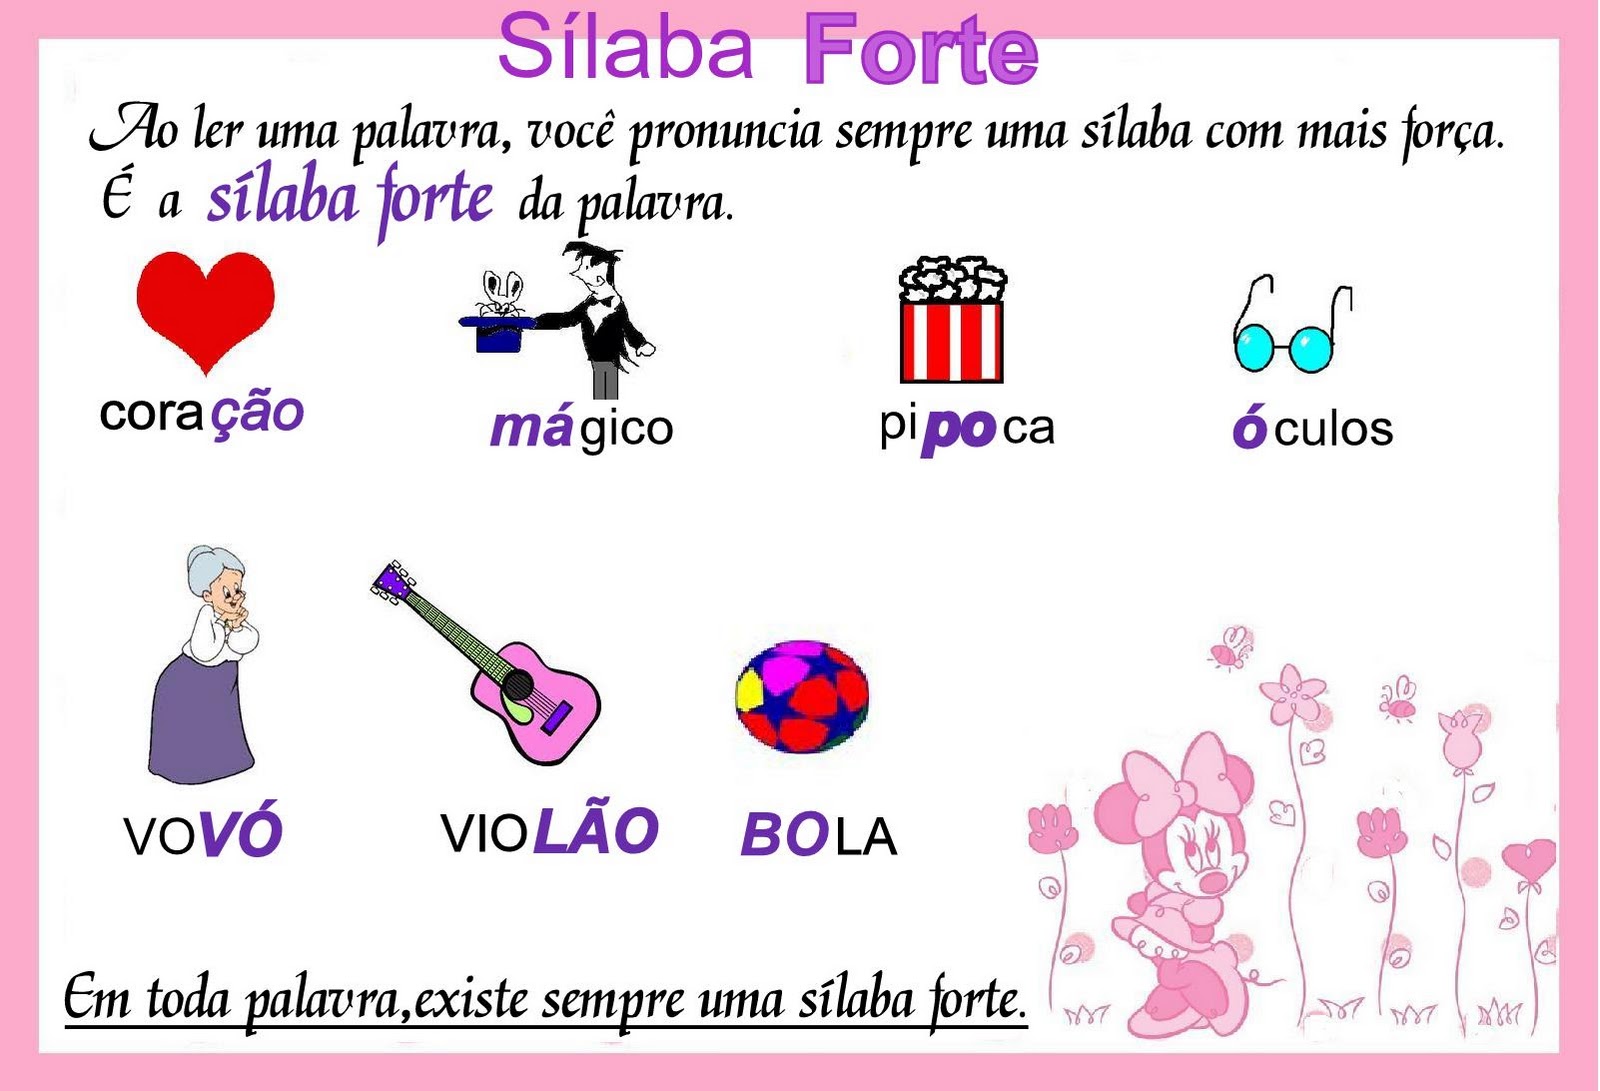 Sílaba Forte
Ao ler uma palavra, você pronuncia sempre uma sílaba com mais força.
É a sílaba forte da palavra.
coração mágico pipoca óculos
VOVÓ VIOLÃO BOLA
Em toda palavra,existe sempre uma sílaba forte.